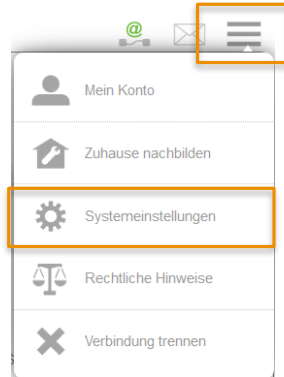 @
Mein Konto
Zuhause nachbilden
Systemeinstellungen
Rechtliche Hinweise
Verbindung trennen